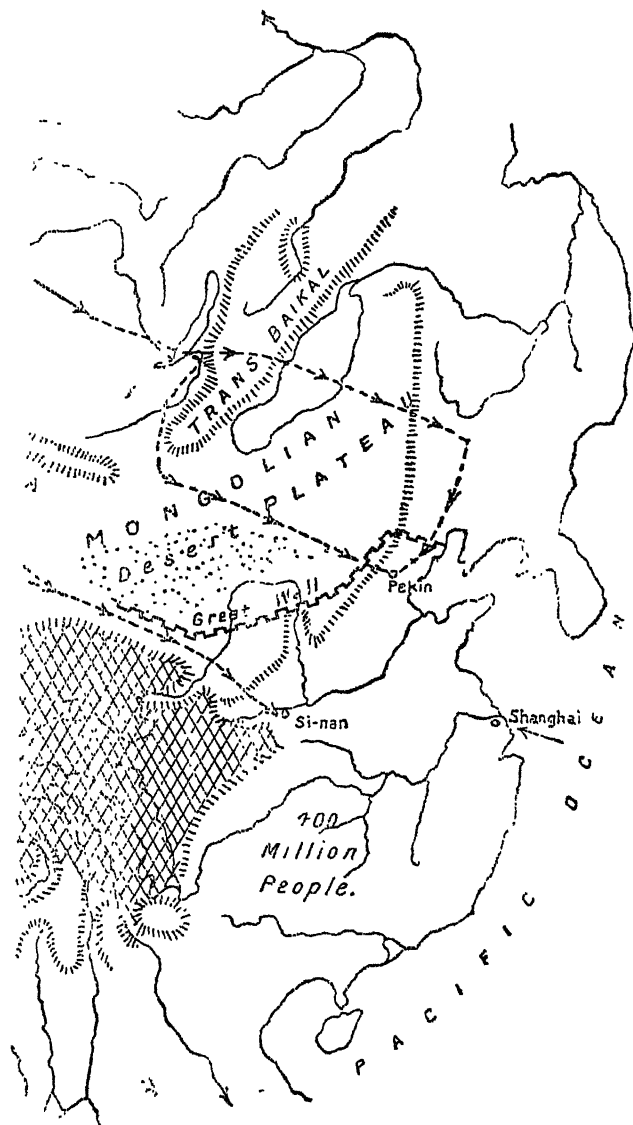 TRANS BAIKAL
MONGOLIAN
PLATEAU
Desert
Great Wall
Pekin
Si-nan
Shanghai
400
Million
People.
PACIFIC OCEAN